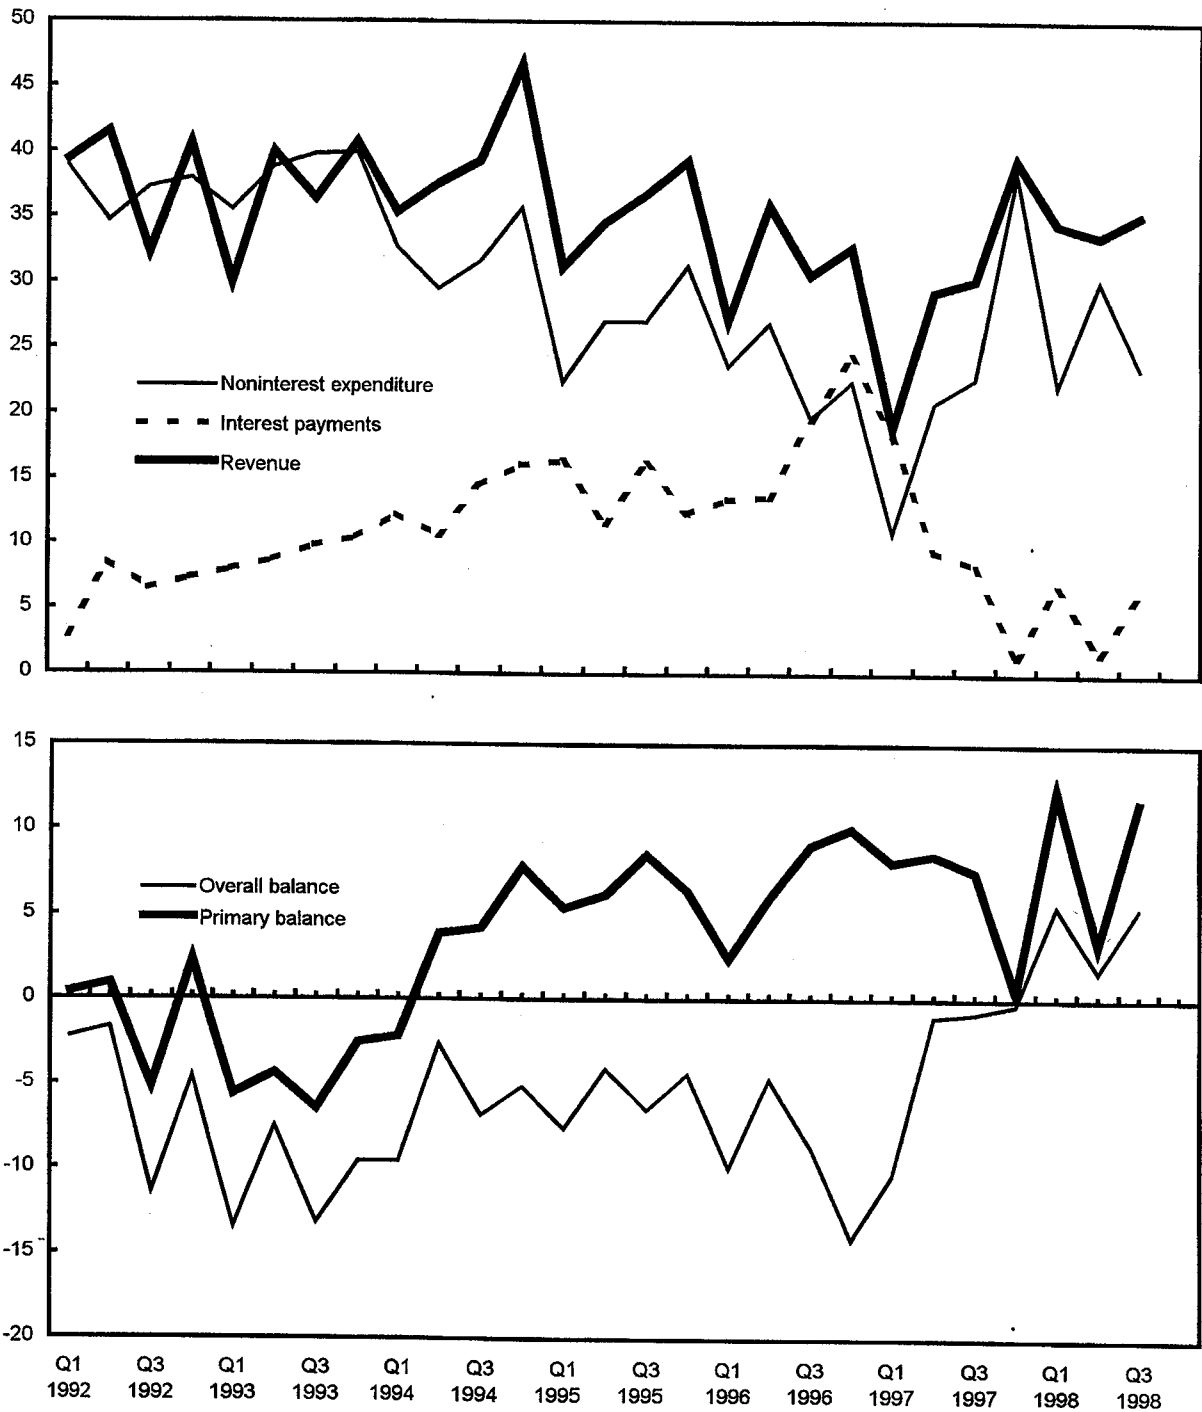 50
45
40
35
30
25
20
15
10
5
0
Noninterest expenditure
Interest payments
Revenue
15
10
5
0
-5
-10
-15
-20
Overall balance
Primary balance
Q1 Q3 Q1 Q3 Q1 Q3 Q1 Q3 Q1 Q3 Q1 Q3 Q1 Q3
1992 1992 1993 1993 1994 1994 1995 1995 1996 1996 1997 1997 1998 1998